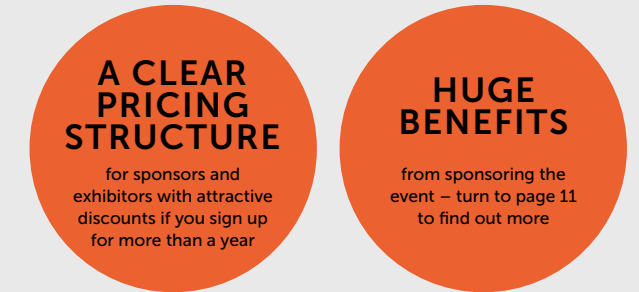 A CLEAR
PRICING
STRUCTURE
for sponsors and
exhibitors with attractive
discounts if you sign up
for more than a year
HUGE
BENEFITS
from sponsoring the
event – turn to page 11
to find out more